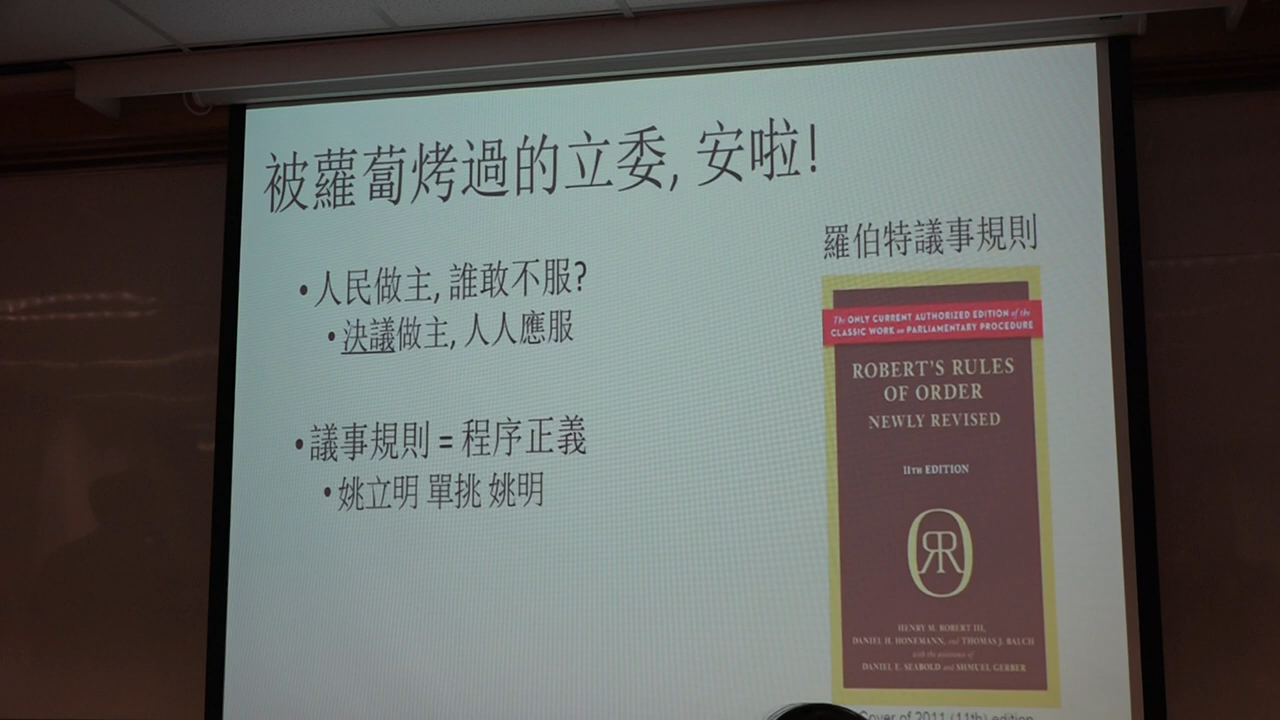 被蘿蔔烤過的立委, 安啦!
• 人民做主, 誰敢不服?
• 決議做主, 人人應服
• 議事規則 = 程序正義
• 姚立明 單挑 姚明
羅伯特議事規則
The ONLY CURRENT AUTHORIZED EDITION of the
CLASSIC WORK on PARLIAMENTARY PROCEDURE
ROBERT'S RULES
OF ORDER
NEWLY REVISED
11TH EDITION
HENRY M. ROBERT III,
DANIEL H. HONEMANN, and THOMAS J. BALCH
with the assistance of
DANIEL E. SEABOLD and SHMUEL GERBER
Cover of 2011 (11th) edition